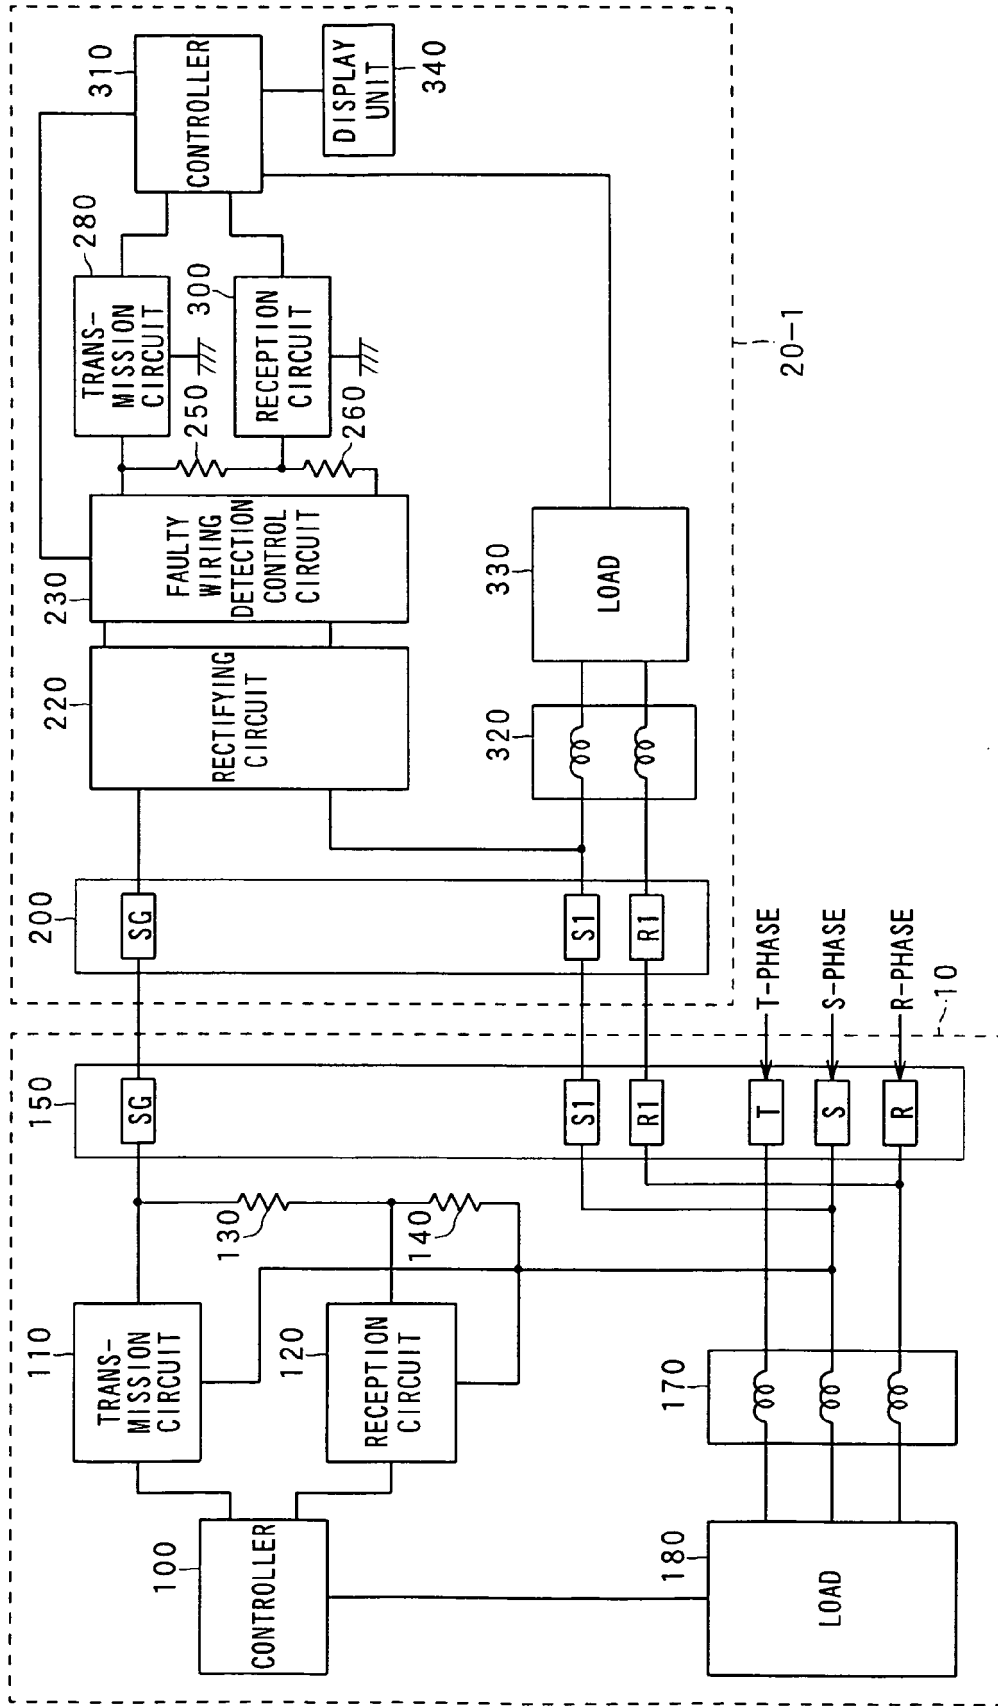 100
CONTROLLER
110
TRANS-
MISSION
CIRCUIT
120
RECEPTION
CIRCUIT
130
140
150
SG
S1
R1
T
S
R
T-PHASE
S-PHASE
R-PHASE
10
170
180
LOAD
200
SG
S1
R1
220
RECTIFYING
CIRCUIT
230
FAULTY
WIRING
DETECTION
CONTROL
CIRCUIT
250
260
280
TRANS-
MISSION
CIRCUIT
300
RECEPTION
CIRCUIT
310
CONTROLLER
340
DISPLAY
UNIT
320
330
LOAD
20-1